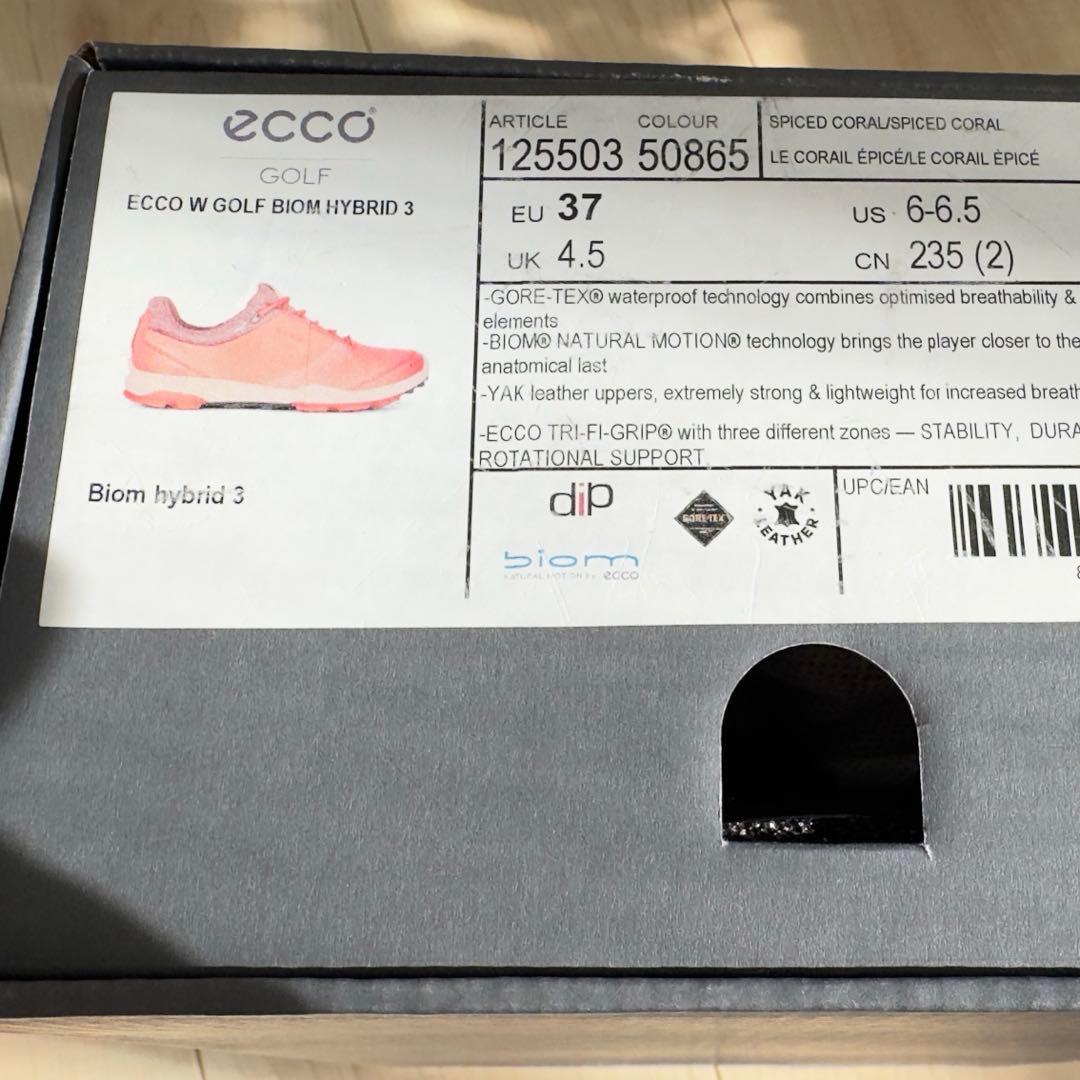 ecco®
GOLF
ECCO W GOLF BIOM HYBRID 3
Biom hybrid 3
ARTICLE COLOUR
125503 50865
SPICED CORAL/SPICED CORAL
LE CORAIL ÉPICÉ/LE CORAIL ÉPICÉ
EU 37 US 6-6.5
UK 4.5 CN 235 (2)
-GORE-TEX® waterproof technology combines optimised breathability &
elements
-BIOM® NATURAL MOTION® technology brings the player closer to the
anatomical last
-YAK leather uppers, extremely strong & lightweight for increased breath
-ECCO TRI-FI-GRIP® with three different zones — STABILITY, DURA
ROTATIONAL SUPPORT
dip
GORE-TEX
YAK
LEATHER
biom
NATURAL MOTION by ecco
UPC/EAN